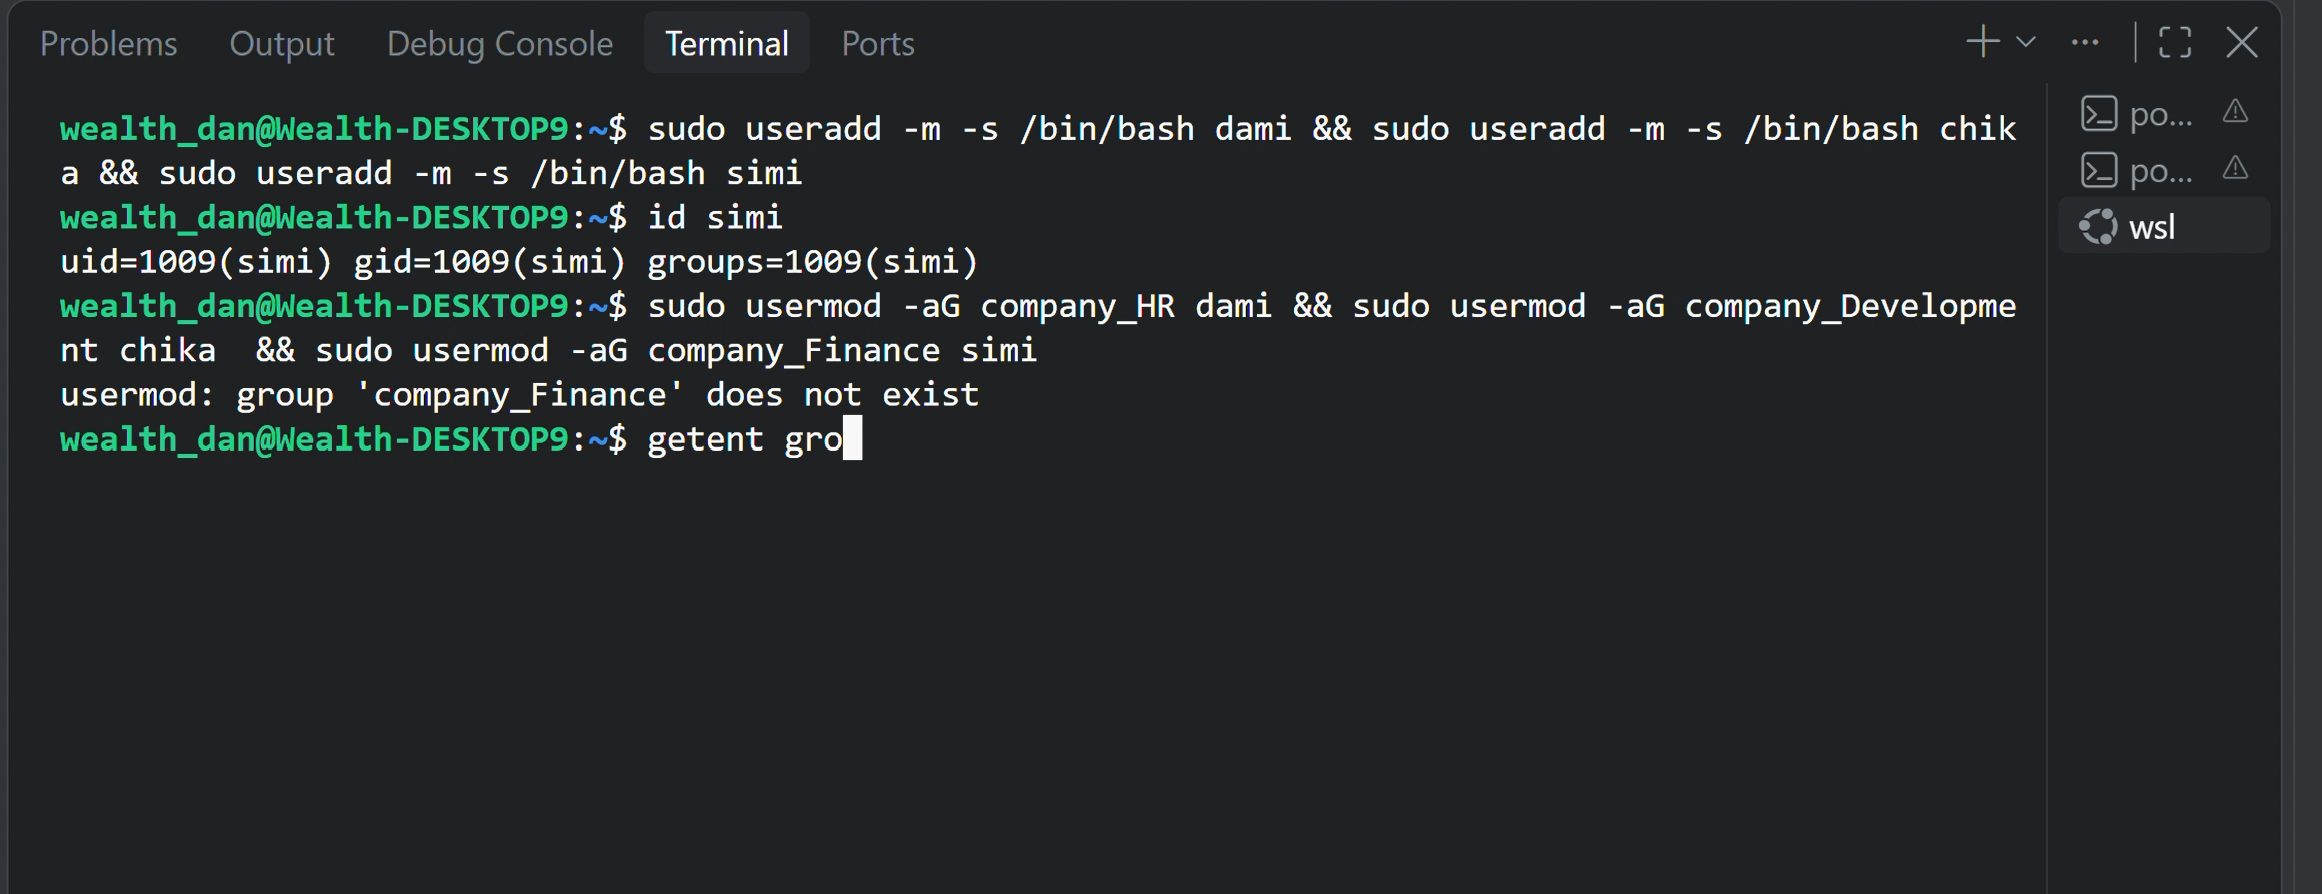 Problems Output Debug Console Terminal Ports
wealth_dan@Wealth-DESKTOP9:~$ sudo useradd -m -s /bin/bash dami && sudo useradd -m -s /bin/bash chik
a && sudo useradd -m -s /bin/bash simi
wealth_dan@Wealth-DESKTOP9:~$ id simi
uid=1009(simi) gid=1009(simi) groups=1009(simi)
wealth_dan@Wealth-DESKTOP9:~$ sudo usermod -aG company_HR dami && sudo usermod -aG company_Developme
nt chika  && sudo usermod -aG company_Finance simi
usermod: group 'company_Finance' does not exist
wealth_dan@Wealth-DESKTOP9:~$ getent gro
po...
po...
wsl